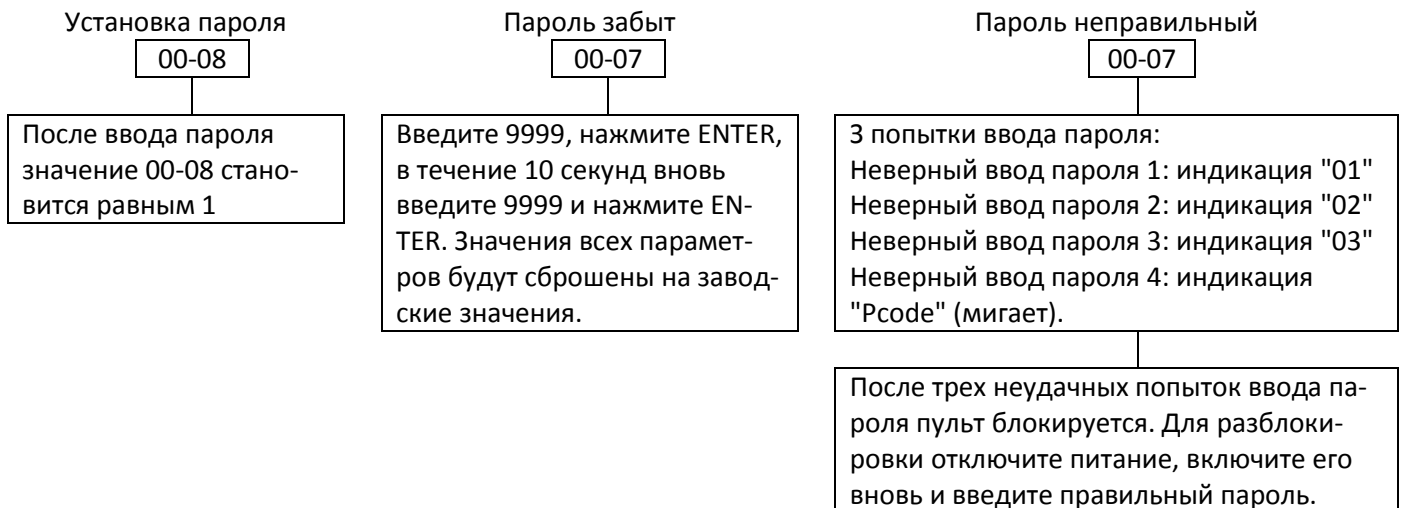 Установка пароля
00-08
После ввода пароля
значение 00-08 стано-
вится равным 1
Пароль забыт
00-07
Введите 9999, нажмите ENTER,
в течение 10 секунд вновь
введите 9999 и нажмите EN-
TER. Значения всех парамет-
ров будут сброшены на завод-
ские значения.
Пароль неправильный
00-07
3 попытки ввода пароля:
Неверный ввод пароля 1: индикация "01"
Неверный ввод пароля 2: индикация "02"
Неверный ввод пароля 3: индикация "03"
Неверный ввод пароля 4: индикация
"Pcode" (мигает).
После трех неудачных попыток ввода па-
роля пульт блокируется. Для разблоки-
ровки отключите питание, включите его
вновь и введите правильный пароль.